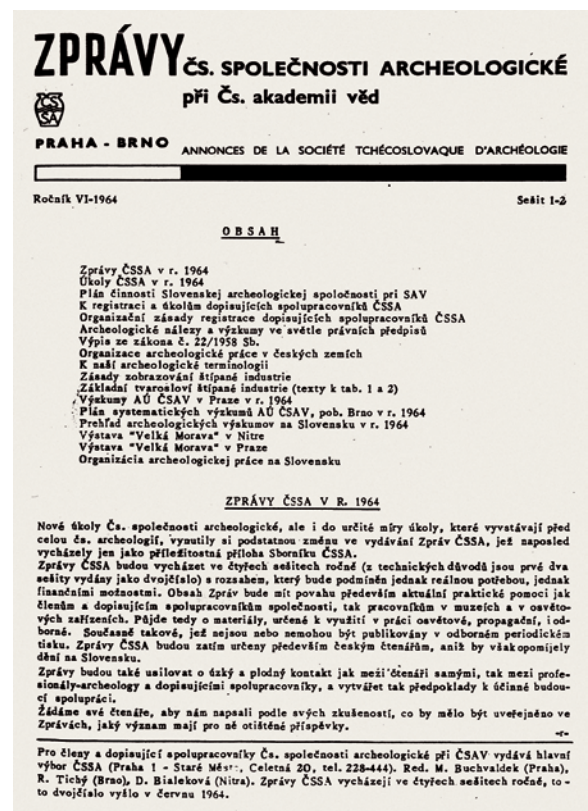 ZPRÁVY ČS. SPOLEČNOSTI ARCHEOLOGICKÉ
při Čs. akademii věd
ČS
SA
PRAHA - BRNO ANNONCES DE LA SOCIÉTÉ TCHÉCOSLOVAQUE D'ARCHÉOLOGIE
Ročník VI-1964 Sešit 1-2
OBSAH
Zprávy ČSSA v r. 1964
Úkoly ČSSA v r. 1964
Plán činnosti Slovenskej archeologickej spoločnosti pri SAV
K registraci a úkolům dopisujících spolupracovníků ČSSA
Organizační zásady registrace dopisujících spolupracovníků ČSSA
Archeologické nálezy a výzkumy ve světle právních předpisů
Výpis ze zákona č. 22/1958 Sb.
Organizace archeologické práce v českých zemích
K naší archeologické terminologii
Zásady zobrazování štípané industrie
Základní tvarosloví štípané industrie (texty k tab. 1 a 2)
Výzkumy AÚ ČSAV v Praze v r. 1964
Plán systematických výzkumů AÚ ČSAV, pob. Brno v r. 1964
Prehľad archeologických výskumov na Slovensku v r. 1964
Výstava "Velká Morava" v Nitre
Výstava "Velká Morava" v Praze
Organizácia archeologickej práce na Slovensku
ZPRÁVY ČSSA V R. 1964
Nové úkoly Čs. společnosti archeologické, ale i do určité míry úkoly, které vyvstávají před
celou čs. archeologií, vynutily si podstatnou změnu ve vydávání Zpráv ČSSA, jež naposled
vycházely jen jako příležitostná příloha Sborníku ČSSA.
Zprávy ČSSA budou vycházet ve čtyřech sešitech ročně (z technických důvodů jsou prvé dva
sešity vydány jako dvojčíslo) s rozsahem, který bude podmíněn jednak reálnou potřebou, jednak
finančními možnostmi. Obsah Zpráv bude mít povahu především aktuální praktické pomoci jak
členům a dopisujícím spolupracovníkům společnosti, tak pracovníkům v muzeích a v osvěto-
vých zařízeních. Půjde tedy o materiály, určené k využití v práci osvětové, propagační, i od-
borné. Současně takové, jež nejsou nebo nemohou být publikovány v odborném periodickém
tisku. Zprávy ČSSA budou zatím určeny především českým čtenářům, aniž by však opomíjely
dění na Slovensku.
Zprávy budou také usilovat o úzký a plodný kontakt jak mezi čtenáři samými, tak mezi profe-
sionály-archeology a dopisujícími spolupracovníky, a vytvářet tak předpoklady k účinné budou-
cí spolupráci.
Žádáme své čtenáře, aby nám napsali podle svých zkušeností, co by mělo být uveřejněno ve
Zprávách, jaký význam mají pro ně otištěné příspěvky. -r-
Pro členy a dopisující spolupracovníky Čs. společnosti archeologické při ČSAV vydává hlavní
výbor ČSSA (Praha 1 - Staré Měst., Celetná 20, tel. 228-444). Red. M. Buchvaldek (Praha),
R. Tichý (Brno), D. Bialeková (Nitra). Zprávy ČSSA vycházejí ve čtyřech sešitech ročně, to-
to dvojčíslo vyšlo v červnu 1964.